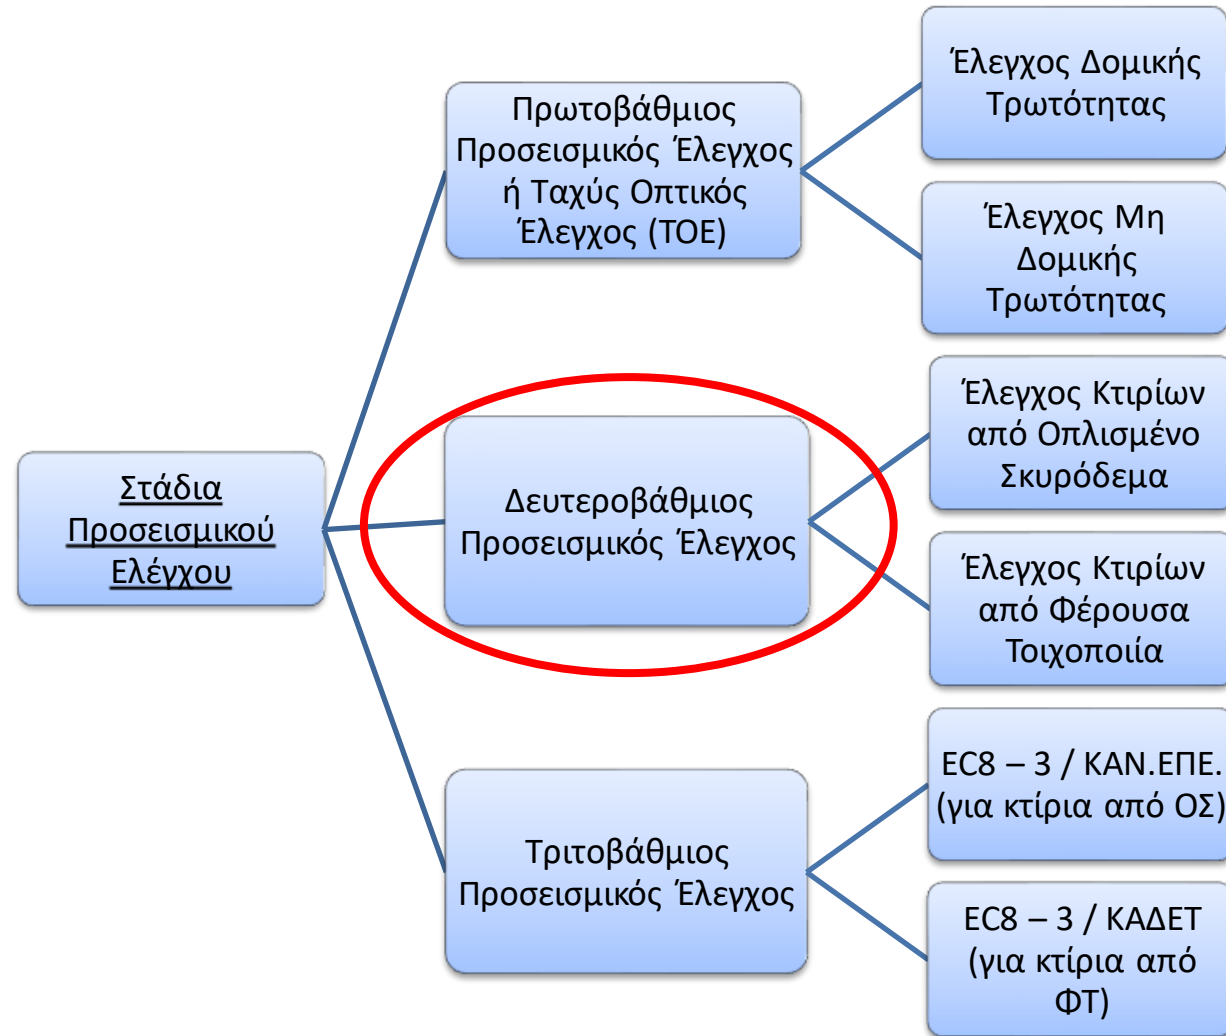 Στάδια
Προσεισμικού
Ελέγχου
Πρωτοβάθμιος
Προσεισμικός Έλεγχος
ή Ταχύς Οπτικός
Έλεγχος (ΤΟΕ)
Έλεγχος Δομικής
Τρωτότητας
Έλεγχος Μη
Δομικής
Τρωτότητας
Δευτεροβάθμιος
Προσεισμικός Έλεγχος
Έλεγχος Κτιρίων
από Οπλισμένο
Σκυρόδεμα
Έλεγχος Κτιρίων
από Φέρουσα
Τοιχοποιία
Τριτοβάθμιος
Προσεισμικός Έλεγχος
EC8 – 3 / ΚΑΝ.ΕΠΕ.
(για κτίρια από ΟΣ)
EC8 – 3 / ΚΑΔΕΤ
(για κτίρια από
ΦΤ)